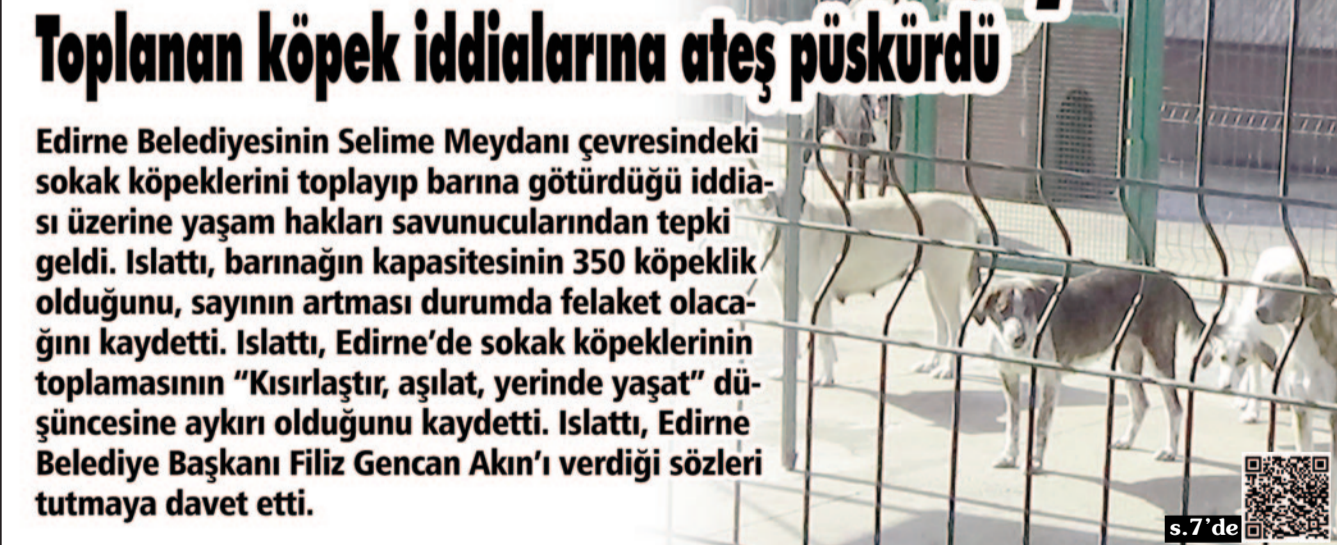 Toplanan köpek iddialarına ateş püskürdü
Edirne Belediyesinin Selime Meydanı çevresindeki
sokak köpeklerini toplayıp barına götürdüğü iddia-
sı üzerine yaşam hakları savunucularından tepki
geldi. Islattı, barınağın kapasitesinin 350 köpeklik
olduğunu, sayının artması durumda felaket olaca-
ğını kaydetti. Islattı, Edirne’de sokak köpeklerinin
toplamasının “Kısırlaştır, aşılat, yerinde yaşat” dü-
şüncesine aykırı olduğunu kaydetti. Islattı, Edirne
Belediye Başkanı Filiz Gencan Akın’ı verdiği sözleri
tutmaya davet etti.
s.7’de